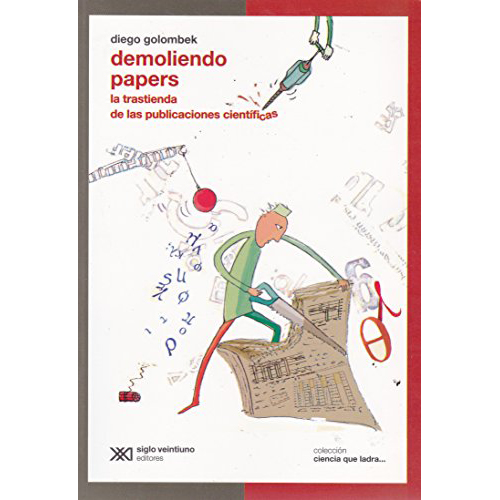 diego golombek
demoliendo
papers
la trastienda
de las publicaciones científicas
siglo veintiuno
editores
colección
ciencia que ladra...